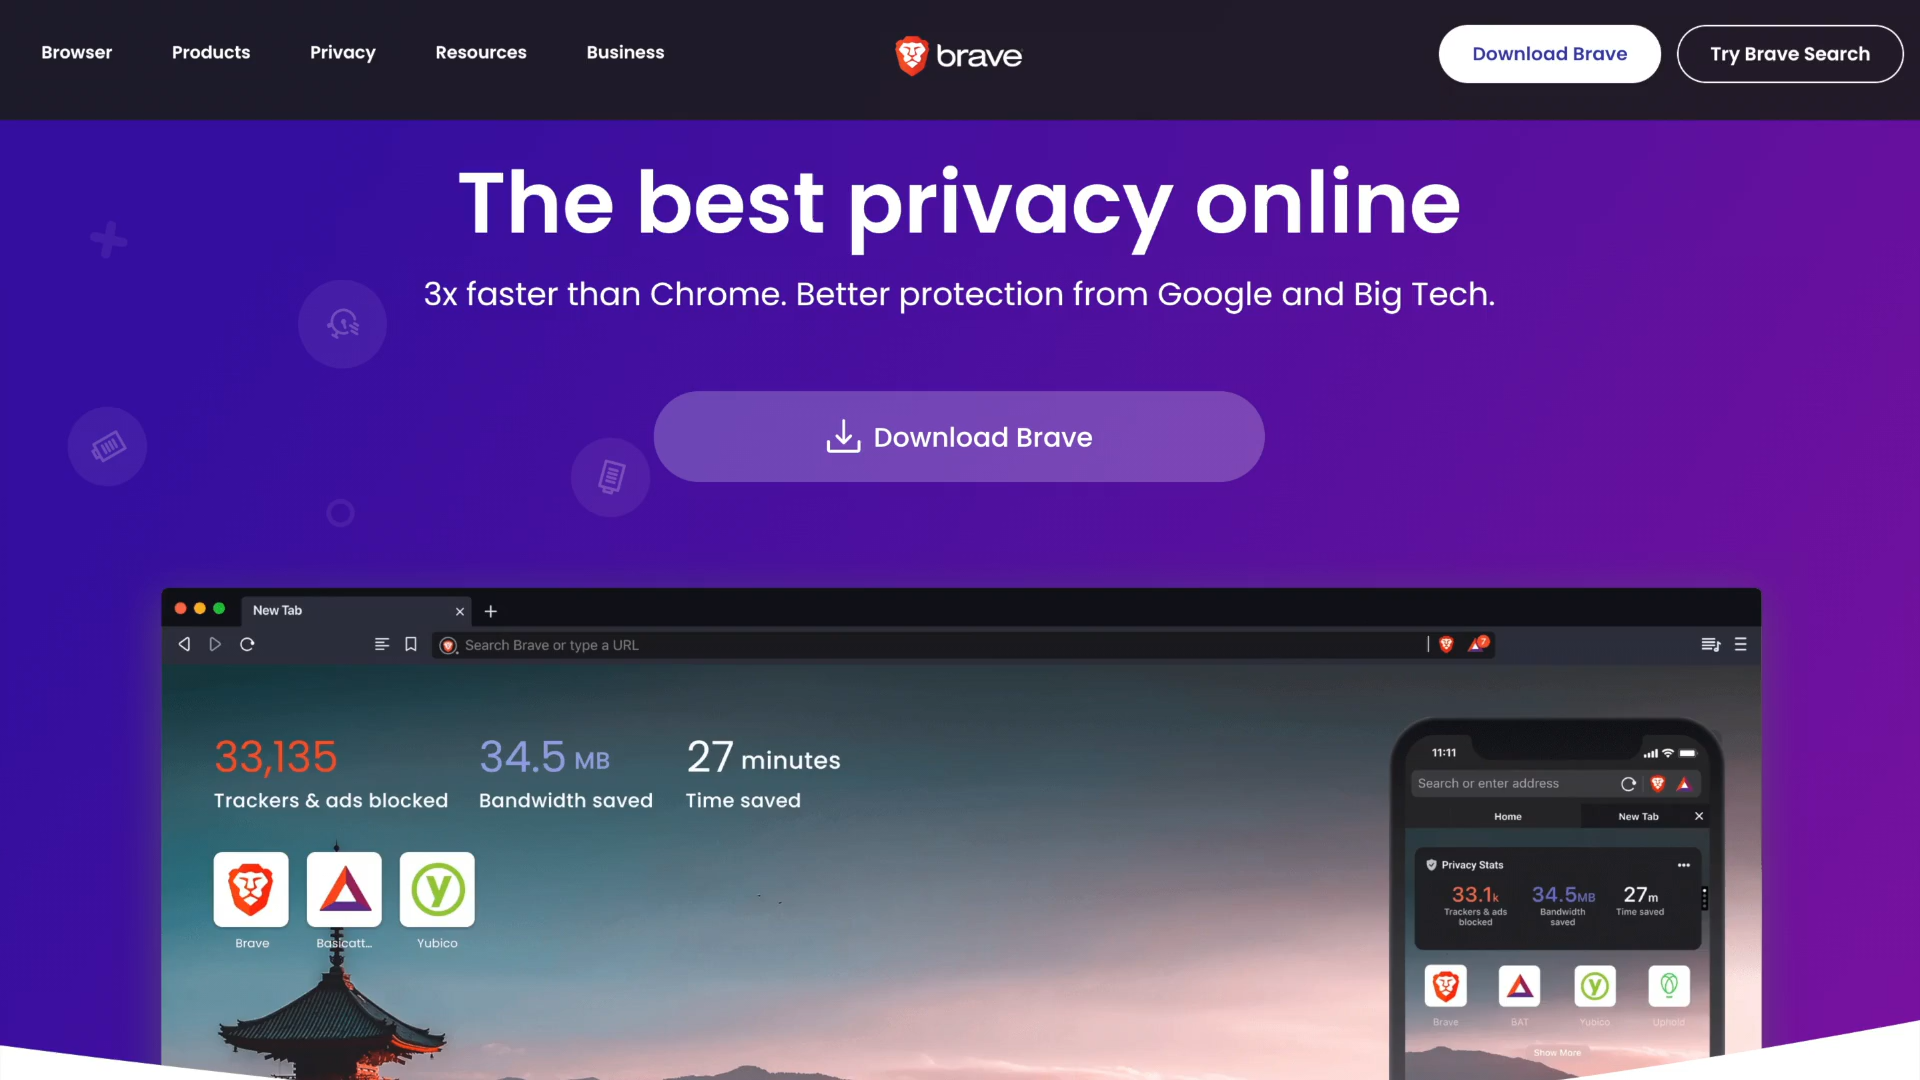 Browser Products Privacy Resources Business brave Download Brave Try Brave Search
The best privacy online
3x faster than Chrome. Better protection from Google and Big Tech.
Download Brave
New Tab
Search Brave or type a URL 7
33,135 34.5 MB 27 minutes
Trackers & ads blocked Bandwidth saved Time saved
Brave Basicatt... Yubico
11:11
Search or enter address
Home New Tab
Privacy Stats
33.1k 34.5MB 27m
Trackers & ads blocked Bandwidth saved Time saved
Brave BAT Yubico Uphold
Show More